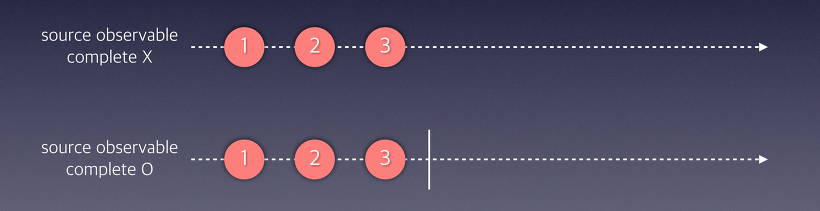 source observable
complete X
1 2 3
source observable
complete O
1 2 3